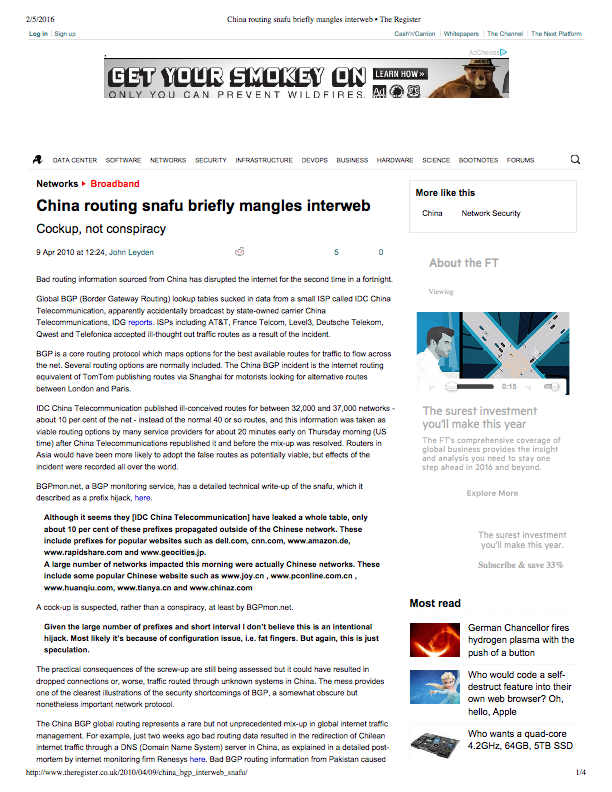 2/5/2016
China routing snafu briefly mangles interweb • The Register
Log in | Sign up
Cash'n'Carrion | Whitepapers | The Channel | The Next Platform
AdChoices
GET YOUR SMOKEY ON
ONLY YOU CAN PREVENT WILDFIRES.
LEARN HOW »
Ad
DATA CENTER SOFTWARE NETWORKS SECURITY INFRASTRUCTURE DEVOPS BUSINESS HARDWARE SCIENCE BOOTNOTES FORUMS
Networks ▸ Broadband
China routing snafu briefly mangles interweb
Cockup, not conspiracy
9 Apr 2010 at 12:24, John Leyden
5
0
Bad routing information sourced from China has disrupted the internet for the second time in a fortnight.
Global BGP (Border Gateway Routing) lookup tables sucked in data from a small ISP called IDC China
Telecommunication, apparently accidentally broadcast by state-owned carrier China
Telecommunications, IDG reports. ISPs including AT&T, France Telcom, Level3, Deutsche Telekom,
Qwest and Telefonica accepted ill-thought out traffic routes as a result of the incident.
BGP is a core routing protocol which maps options for the best available routes for traffic to flow across
the net. Several routing options are normally included. The China BGP incident is the internet routing
equivalent of TomTom publishing routes via Shanghai for motorists looking for alternative routes
between London and Paris.
IDC China Telecommunication published ill-conceived routes for between 32,000 and 37,000 networks -
about 10 per cent of the net - instead of the normal 40 or so routes, and this information was taken as
viable routing options by many service providers for about 20 minutes early on Thursday morning (US
time) after China Telecommunications republished it and before the mix-up was resolved. Routers in
Asia would have been more likely to adopt the false routes as potentially viable, but effects of the
incident were recorded all over the world.
BGPmon.net, a BGP monitoring service, has a detailed technical write-up of the snafu, which it
described as a prefix hijack, here.
Although it seems they [IDC China Telecommunication] have leaked a whole table, only
about 10 per cent of these prefixes propagated outside of the Chinese network. These
include prefixes for popular websites such as dell.com, cnn.com, www.amazon.de,
www.rapidshare.com and www.geocities.jp.
A large number of networks impacted this morning were actually Chinese networks. These
include some popular Chinese website such as www.joy.cn , www.pconline.com.cn ,
www.huanqiu.com, www.tianya.cn and www.chinaz.com
A cock-up is suspected, rather than a conspiracy, at least by BGPmon.net.
Given the large number of prefixes and short interval I don't believe this is an intentional
hijack. Most likely it's because of configuration issue, i.e. fat fingers. But again, this is just
speculation.
The practical consequences of the screw-up are still being assessed but it could have resulted in
dropped connections or, worse, traffic routed through unknown systems in China. The mess provides
one of the clearest illustrations of the security shortcomings of BGP, a somewhat obscure but
nonetheless important network protocol.
The China BGP global routing represents a rare but not unprecedented mix-up in global internet traffic
management. For example, just two weeks ago bad routing data resulted in the redirection of Chilean
internet traffic through a DNS (Domain Name System) server in China, as explained in a detailed post-
mortem by internet monitoring firm Renesys here. Bad BGP routing information from Pakistan caused
More like this
China Network Security
About the FT
Viewing
0:15
The surest investment
you'll make this year
The FT's comprehensive coverage of
global business provides the insight
and analysis you need to stay one
step ahead in 2016 and beyond.
Explore More
The surest investment
you'll make this year.
Subscribe & save 33%
Most read
German Chancellor fires
hydrogen plasma with the
push of a button
Who would code a self-
destruct feature into their
own web browser? Oh,
hello, Apple
Who wants a quad-core
4.2GHz, 64GB, 5TB SSD
http://www.theregister.co.uk/2010/04/09/china_bgp_interweb_snafu/
1/4